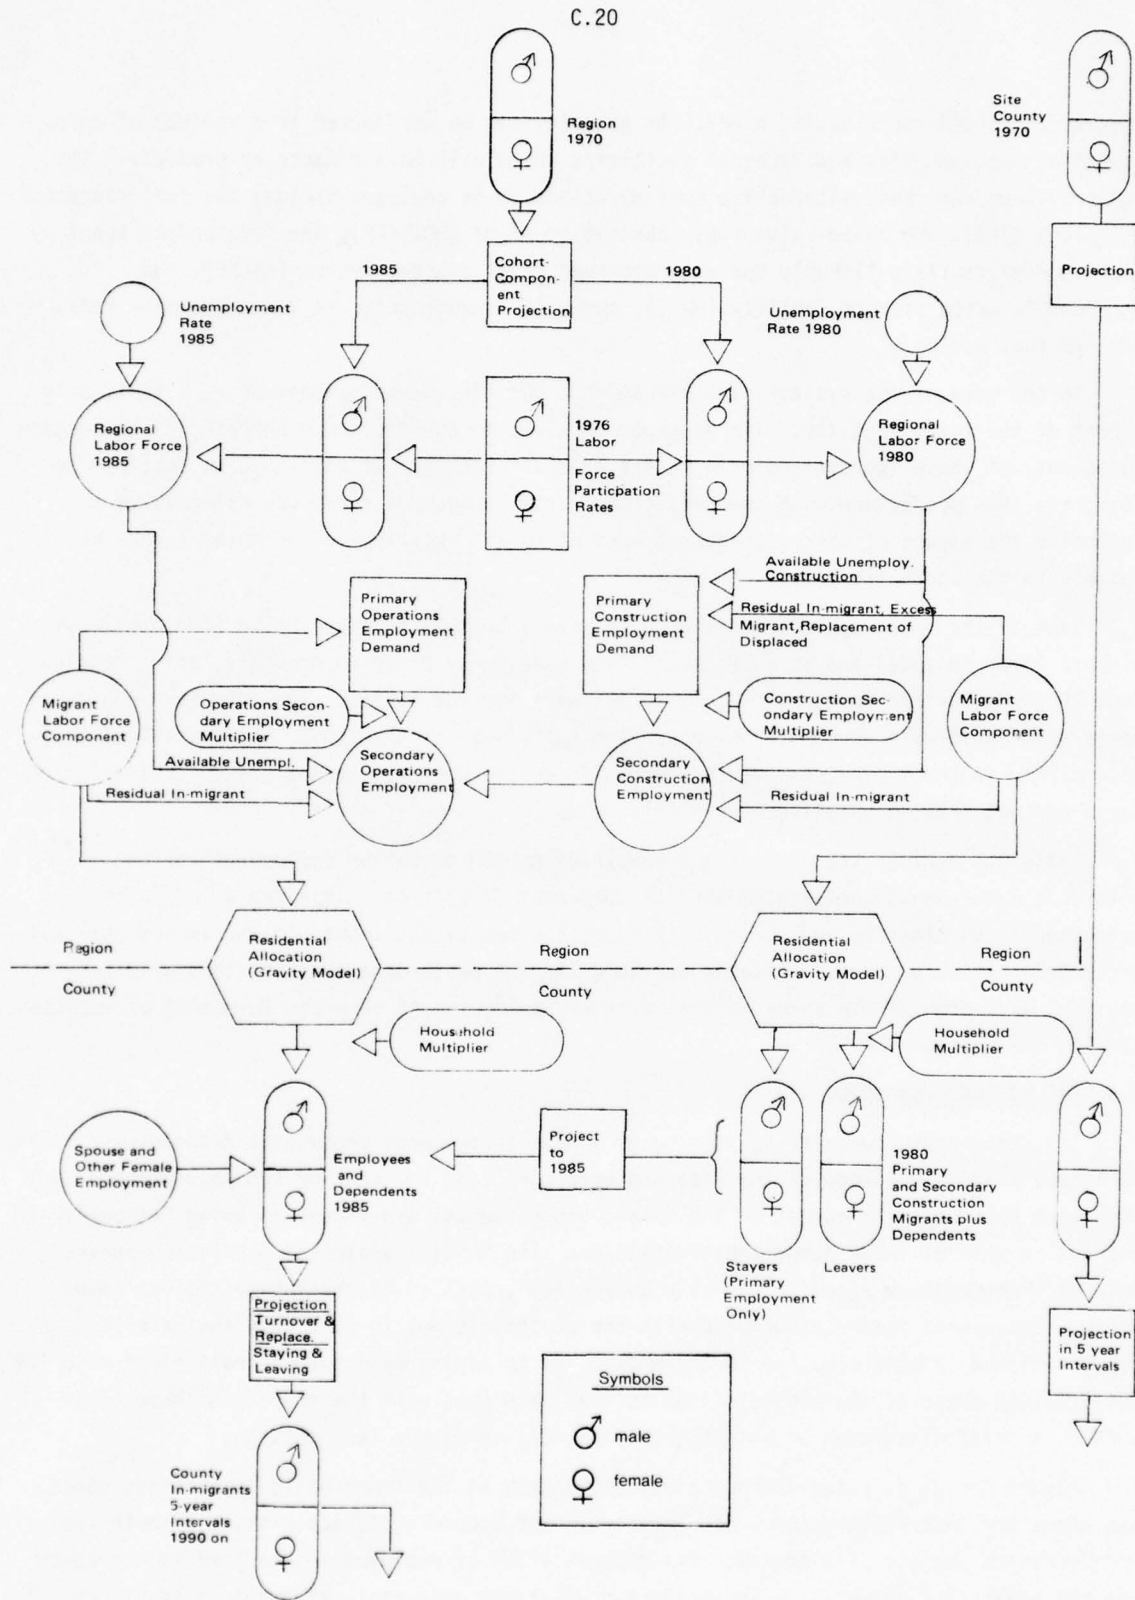 C.20
Region
1970
Site
County
1970
Cohort-
Compon-
ent
Projection
1985
1980
Projection
Unemployment
Rate
1985
Unemployment
Rate 1980
Regional
Labor Force
1985
1976
Labor
Force
Participation
Rates
Regional
Labor Force
1980
Available Unemploy.
Construction
Primary
Operations
Employment
Demand
Primary
Construction
Employment
Demand
Residual In-migrant, Excess
Migrant, Replacement of
Displaced
Migrant
Labor Force
Component
Operations Secon-
dary Employment
Multiplier
Construction Sec-
ondary Employment
Multiplier
Migrant
Labor Force
Component
Available Unempl.
Secondary
Operations
Employment
Secondary
Construction
Employment
Residual In-migrant
Residual In-migrant
Region
County
Residential
Allocation
(Gravity Model)
Region
County
Residential
Allocation
(Gravity Model)
Region
County
Household
Multiplier
Household
Multiplier
Spouse and
Other Female
Employment
Employees
and
Dependents
1985
Project
to
1985
1980
Primary
and Secondary
Construction
Migrants plus
Dependents
Stayers
(Primary
Employment
Only)
Leavers
Projection
Turnover &
Replace.
Staying &
Leaving
Projection
in 5 year
Intervals
Symbols
♂ male
♀ female
County
In-migrants
5-year
Intervals
1990 on